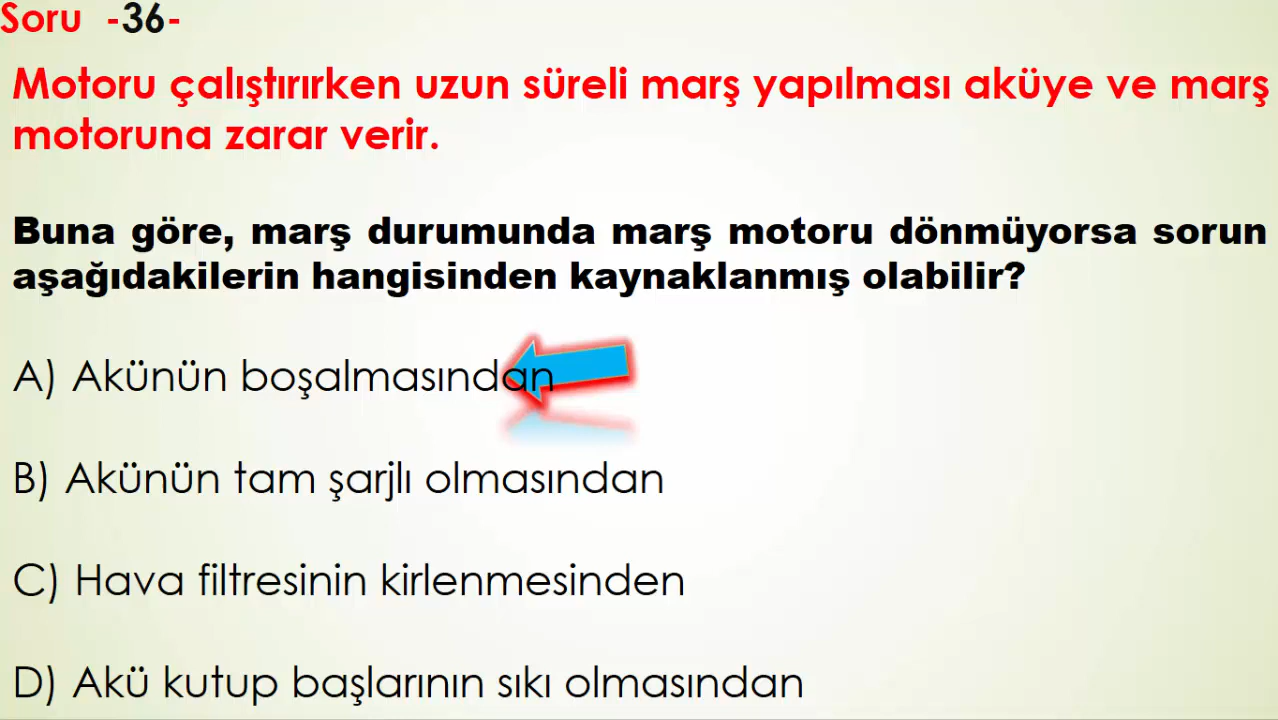 Soru -36-
Motoru çalıştırırken uzun süreli marş yapılması aküye ve marş
motoruna zarar verir.
Buna göre, marş durumunda marş motoru dönmüyorsa sorun
aşağıdakilerin hangisinden kaynaklanmış olabilir?
A) Akünün boşalmasından
B) Akünün tam şarjlı olmasından
C) Hava filtresinin kirlenmesinden
D) Akü kutup başlarının sıkı olmasından